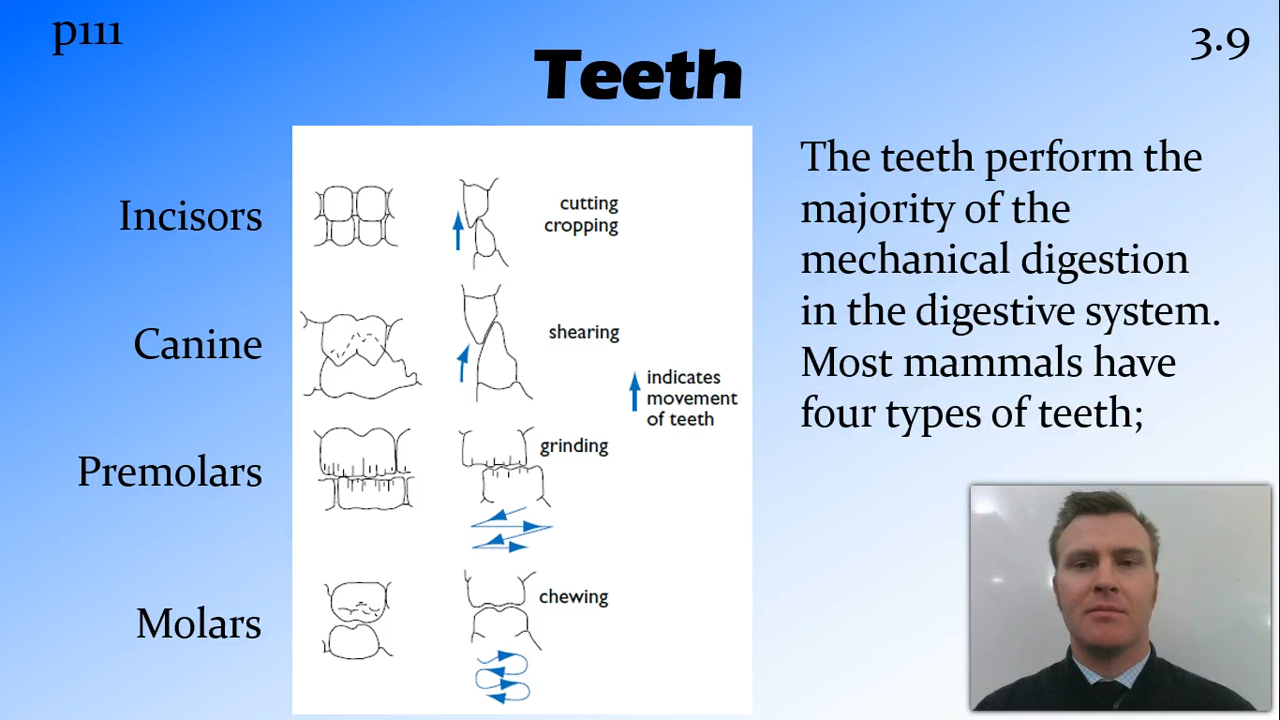 p111
3.9
Teeth
Incisors
cutting
cropping
Canine
shearing
indicates
movement
of teeth
Premolars
grinding
Molars
chewing
The teeth perform the
majority of the
mechanical digestion
in the digestive system.
Most mammals have
four types of teeth;